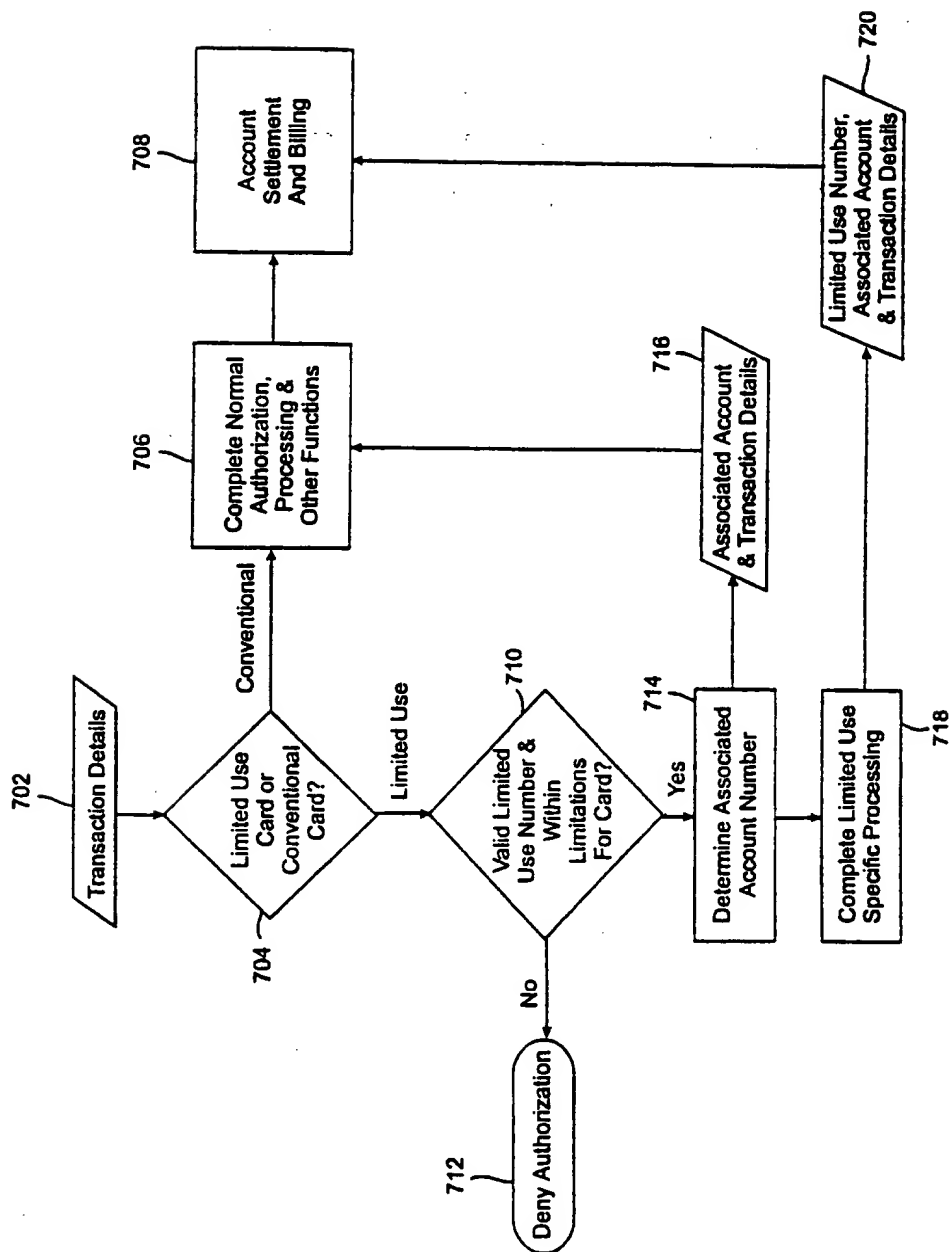 702
Transaction Details
Limited Use
Card or
Conventional
Card?
704
Conventional
706
Complete Normal
Authorization,
Processing &
Other Functions
708
Account
Settlement
And Billing
Limited Use
710
Valid Limited
Use Number &
Within
Limitations
For Card?
No
712
Deny Authorization
Yes
714
Determine Associated
Account Number
716
Associated Account
& Transaction Details
Complete Limited Use
Specific Processing
718
720
Limited Use Number,
Associated Account
& Transaction Details